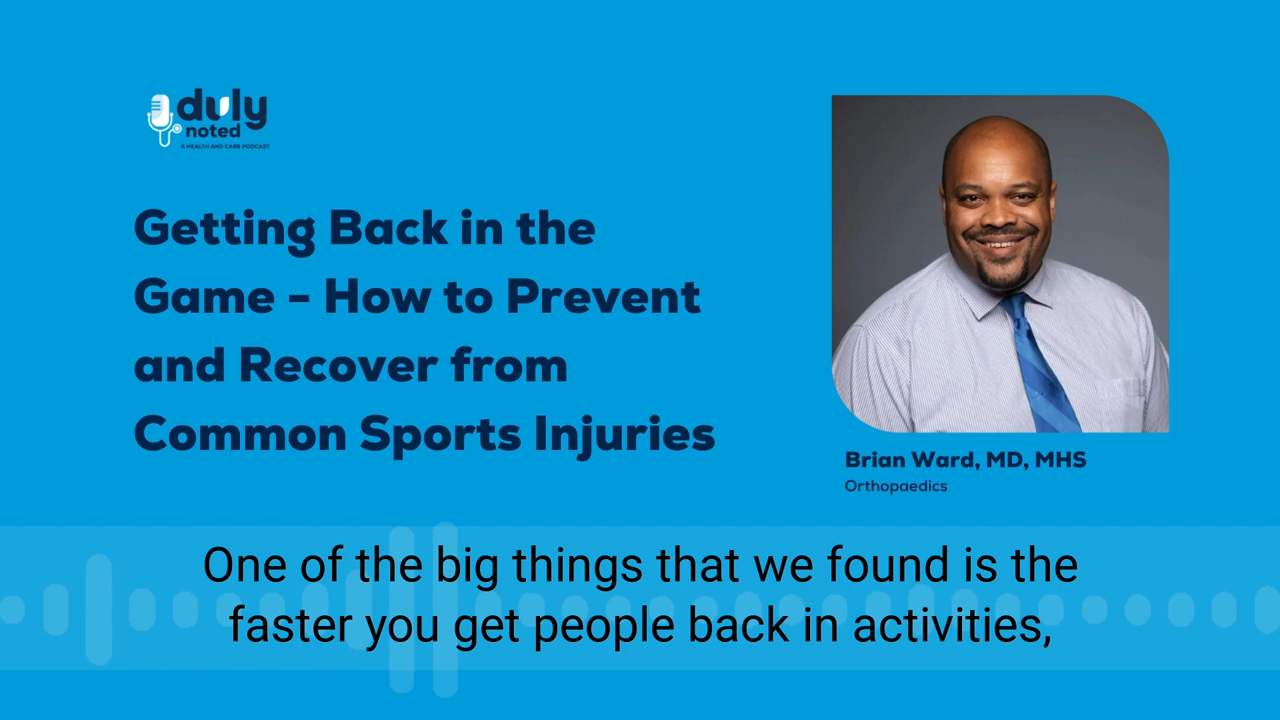 duly
noted
A HEALTH AND CARE PODCAST
Getting Back in the
Game - How to Prevent
and Recover from
Common Sports Injuries
Brian Ward, MD, MHS
Orthopaedics
One of the big things that we found is the
faster you get people back in activities,